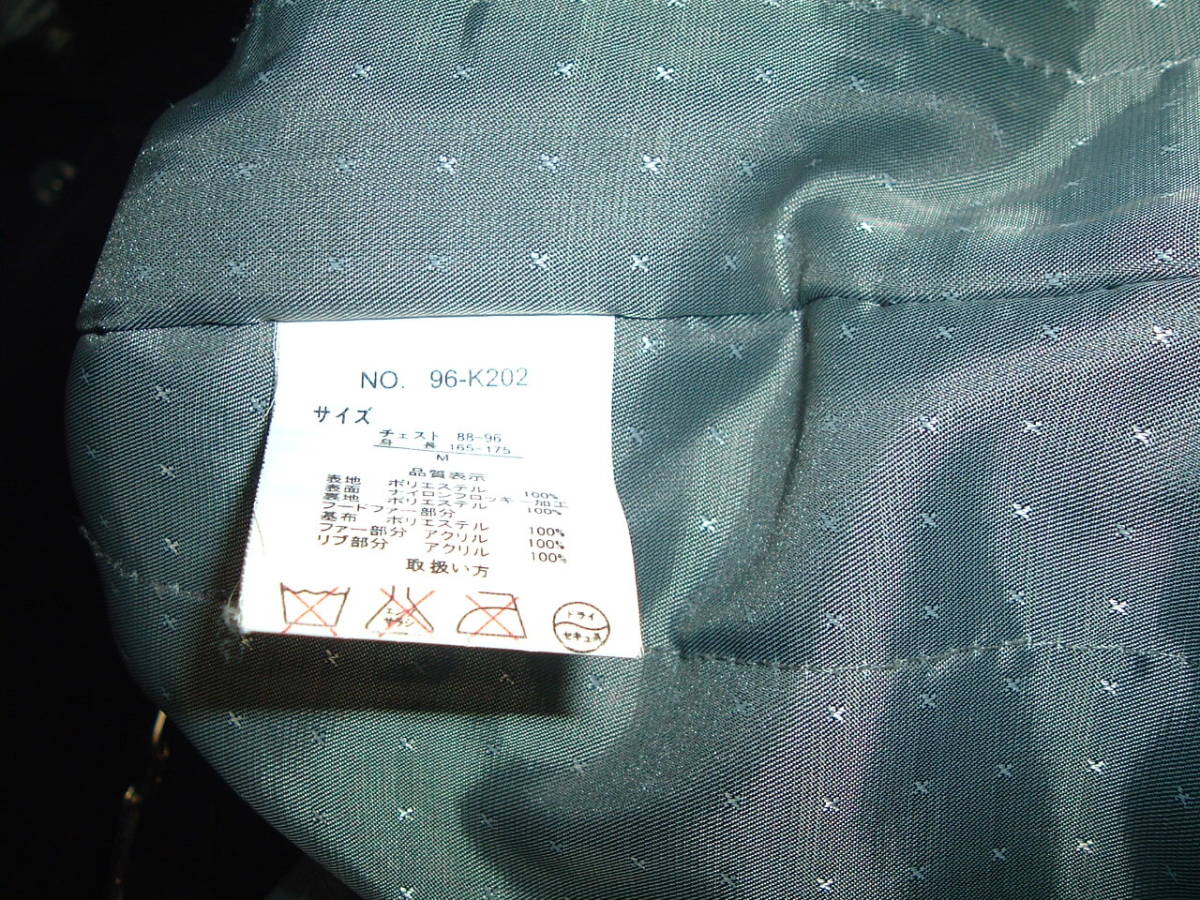 NO. 96-K202
サイズ
チェスト 88-96
身 長 165-175
M
品質表示
表地 ポリエステル 100%
表面 ナイロンフロッキー加工
裏地 ポリエステル 100%
フードファー部分
基布 ポリエステル 100%
ファー部分 アクリル 100%
リブ部分 アクリル 100%
取扱い方
エンソ
サラシ
ドライ
セキユ系